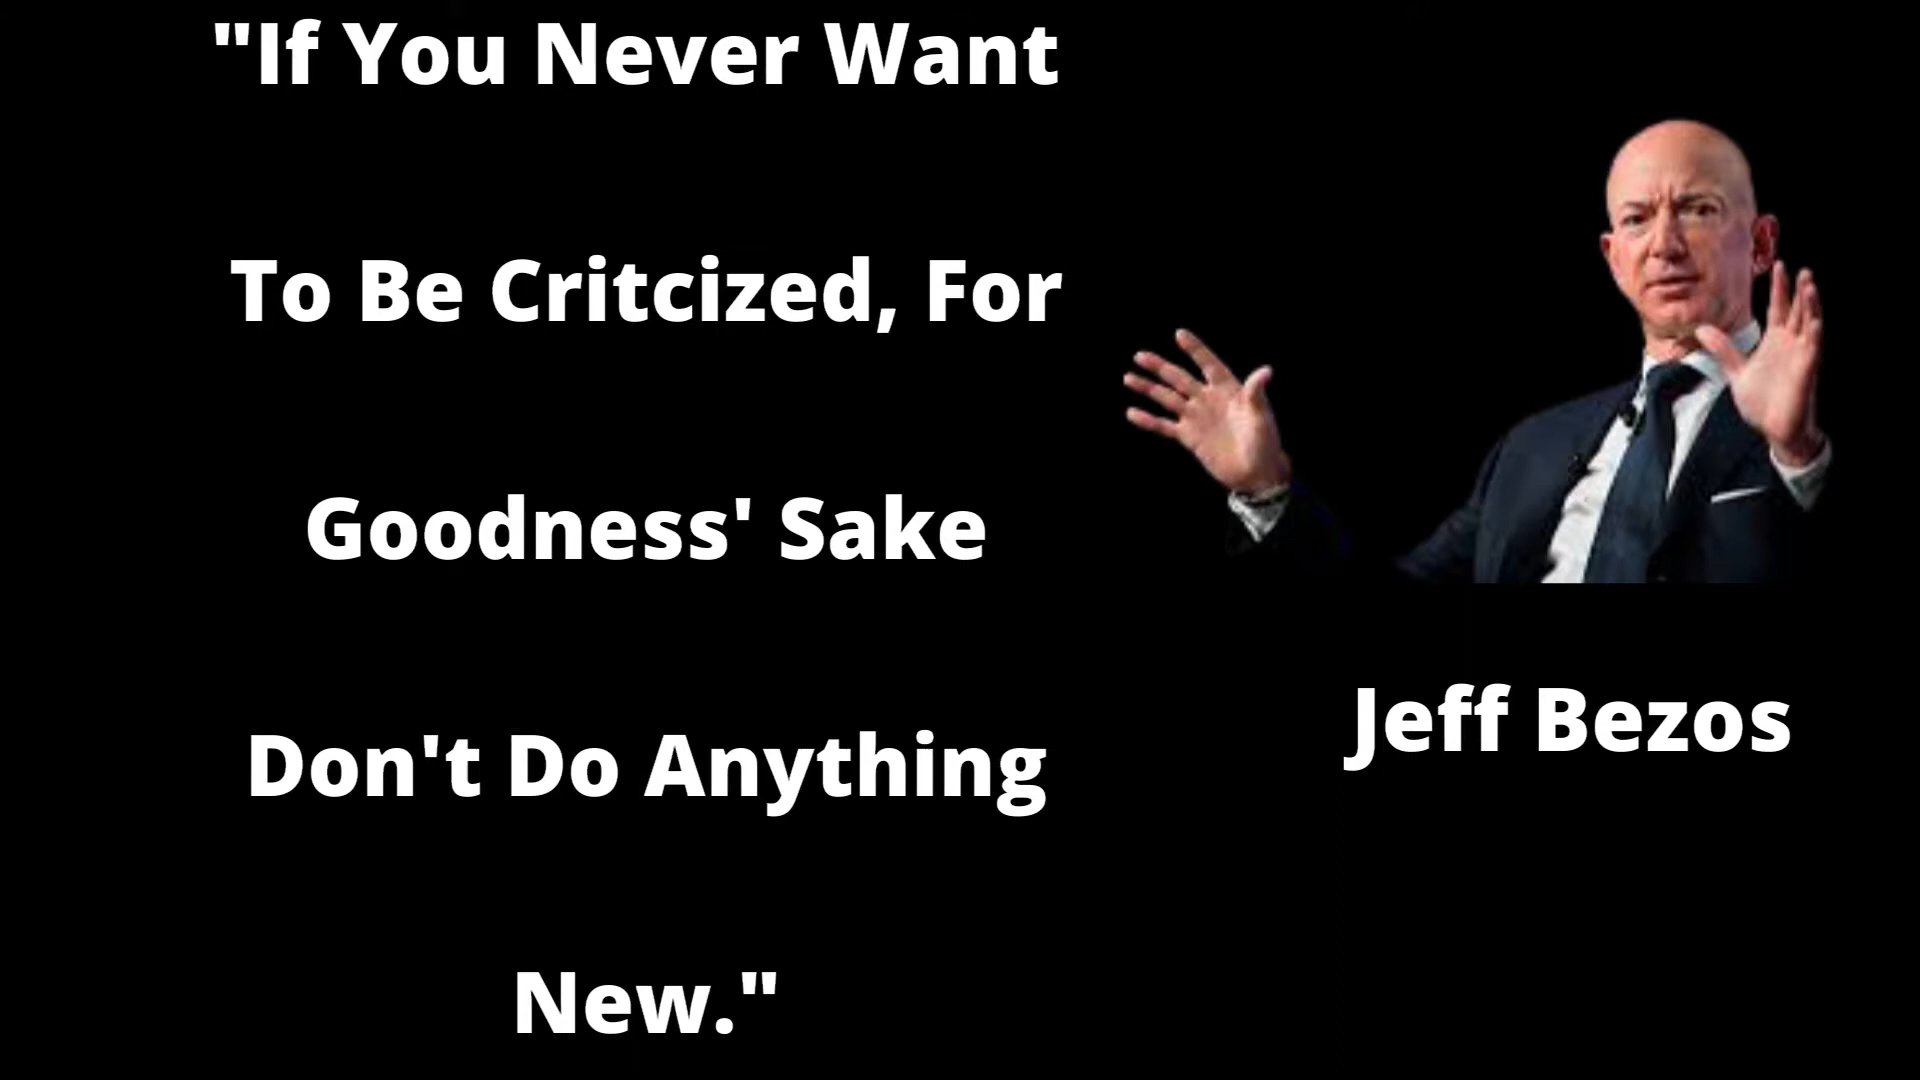 "If You Never Want
To Be Critcized, For
Goodness' Sake
Don't Do Anything
New."
Jeff Bezos